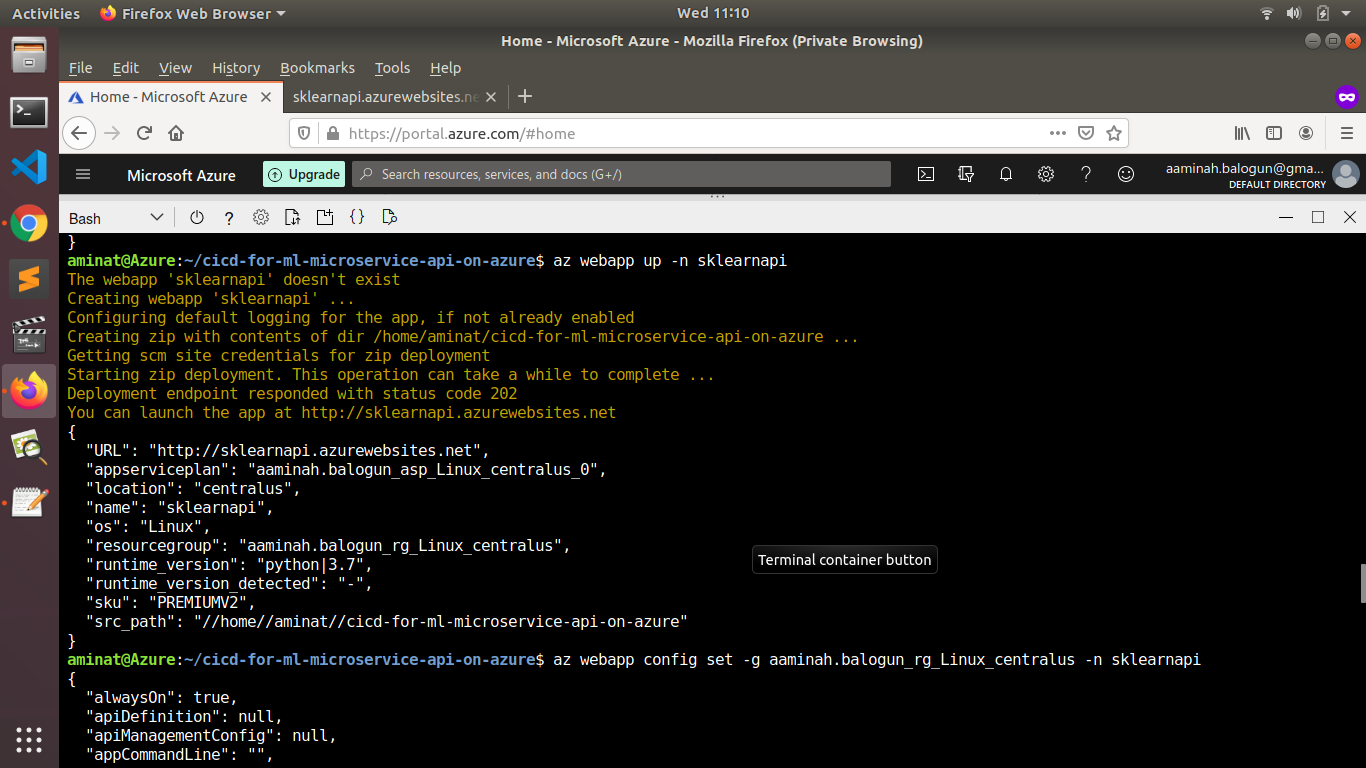 Activities Firefox Web Browser Wed 11:10
Home - Microsoft Azure - Mozilla Firefox (Private Browsing)
File Edit View History Bookmarks Tools Help
Home - Microsoft Azure sklearnapi.azurewebsites.ne
https://portal.azure.com/#home
Microsoft Azure Upgrade Search resources, services, and docs (G+/) aaminah.balogun@gma...
DEFAULT DIRECTORY
Bash
}
aminat@Azure:~/cicd-for-ml-microservice-api-on-azure$ az webapp up -n sklearnapi
The webapp 'sklearnapi' doesn't exist
Creating webapp 'sklearnapi' ...
Configuring default logging for the app, if not already enabled
Creating zip with contents of dir /home/aminat/cicd-for-ml-microservice-api-on-azure ...
Getting scm site credentials for zip deployment
Starting zip deployment. This operation can take a while to complete ...
Deployment endpoint responded with status code 202
You can launch the app at http://sklearnapi.azurewebsites.net
{
"URL": "http://sklearnapi.azurewebsites.net",
"appserviceplan": "aaminah.balogun_asp_Linux_centralus_0",
"location": "centralus",
"name": "sklearnapi",
"os": "Linux",
"resourcegroup": "aaminah.balogun_rg_Linux_centralus",
"runtime_version": "python|3.7",
"runtime_version_detected": "-",
"sku": "PREMIUMV2",
"src_path": "//home//aminat//cicd-for-ml-microservice-api-on-azure"
}
Terminal container button
aminat@Azure:~/cicd-for-ml-microservice-api-on-azure$ az webapp config set -g aaminah.balogun_rg_Linux_centralus -n sklearnapi
{
"alwaysOn": true,
"apiDefinition": null,
"apiManagementConfig": null,
"appCommandLine": "",